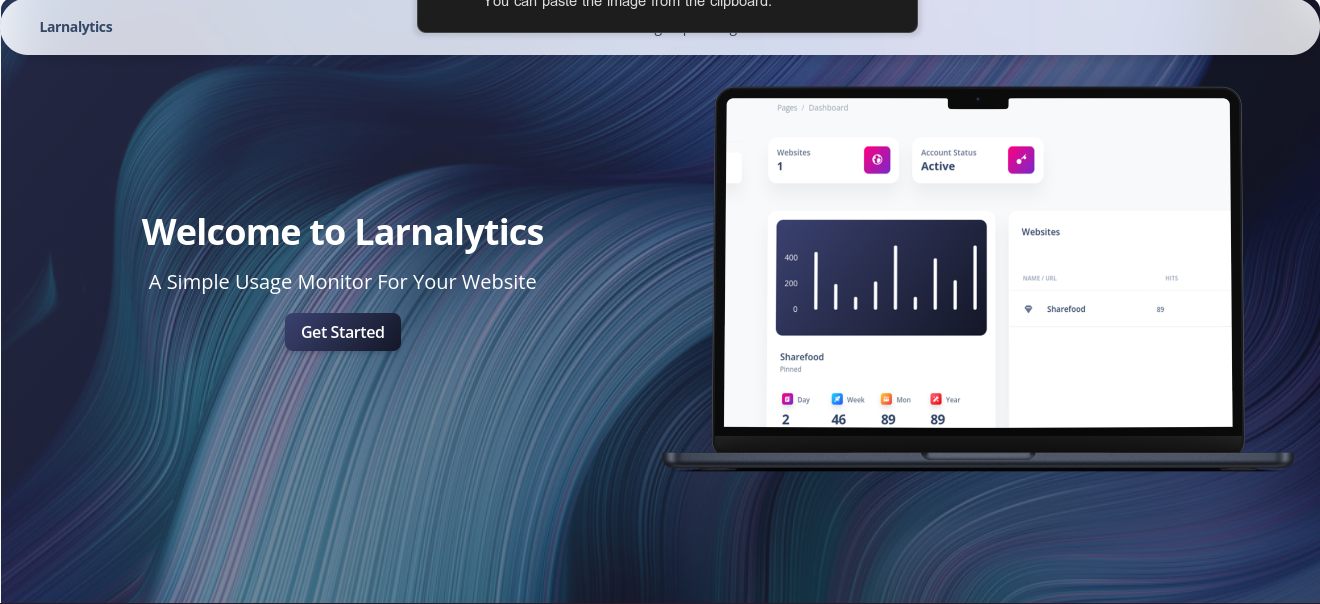 You can paste the image from the clipboard.
Larnalytics
Welcome to Larnalytics
A Simple Usage Monitor For Your Website
Get Started
Pages / Dashboard
Websites
1
Account Status
Active
400
200
0
Sharefood
Pinned
Day
Week
Mon
Year
2
46
89
89
Websites
NAME / URL
HITS
Sharefood
89